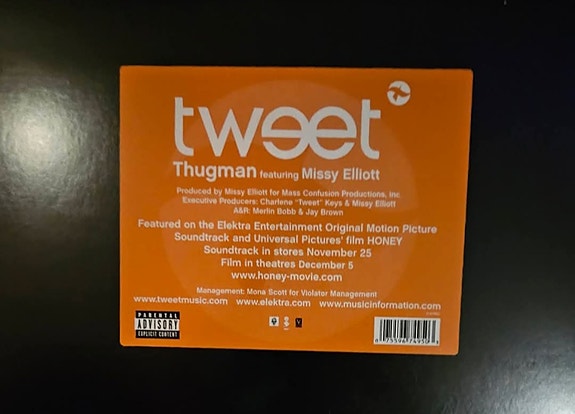 tweet
Thugman featuring Missy Elliott
Produced by Missy Elliott for Mass Confusion Productions, Inc.
Executive Producers: Charlene "Tweet" Keys & Missy Elliott
A&R: Merlin Bobb & Jay Brown
Featured on the Elektra Entertainment Original Motion Picture
Soundtrack and Universal Pictures' film HONEY
Soundtrack in stores November 25
Film in theatres December 5
www.honey-movie.com
Management: Mona Scott for Violator Management
www.tweetmusic.com www.elektra.com www.musicinformation.com
PARENTAL
ADVISORY
EXPLICIT CONTENT